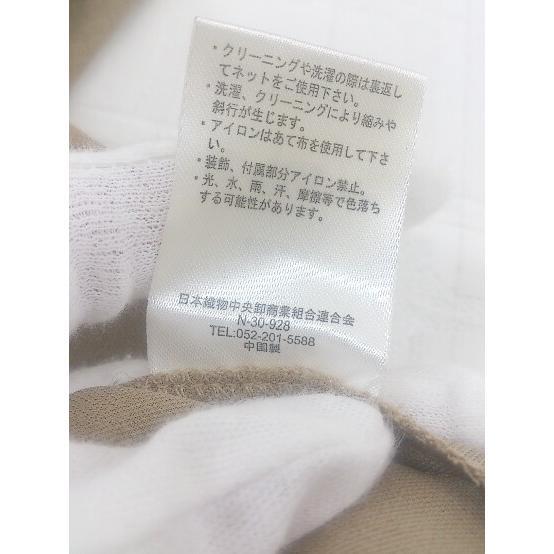 ・クリーニングや洗濯の際は裏返し
てネットをご使用下さい。
・洗濯、クリーニングにより縮みや
斜行が生じます。
・アイロンはあて布を使用して下さ
い。
・装飾、付属部分アイロン禁止。
・光、水、雨、汗、摩擦等で色落ち
する可能性があります。
日本織物中央卸商業組合連合会
N-30-928
TEL:052-201-5588
中国製